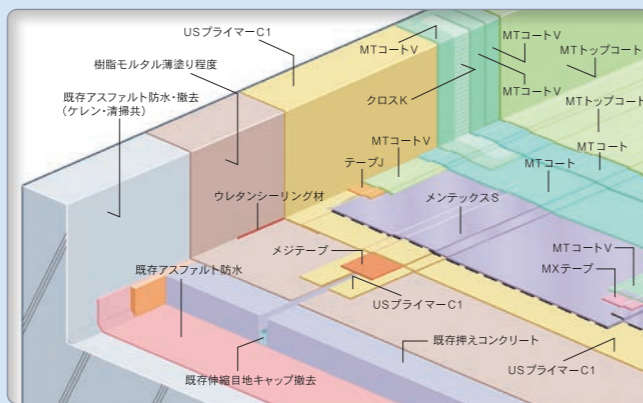 USプライマーC1
樹脂モルタル薄塗り程度
既存アスファルト防水・撤去
(ケレン・清掃共)
MTコートV
MTコートV
MTトップコート
MTコートV
クロスK
MTトップコート
MTコートV
MTコート
テープJ
MTコート
ウレタンシーリング材
メンテックスS
メジテープ
MTコートV
既存アスファルト防水
MXテープ
USプライマーC1
既存押えコンクリート
USプライマーC1
既存伸縮目地キャップ撤去